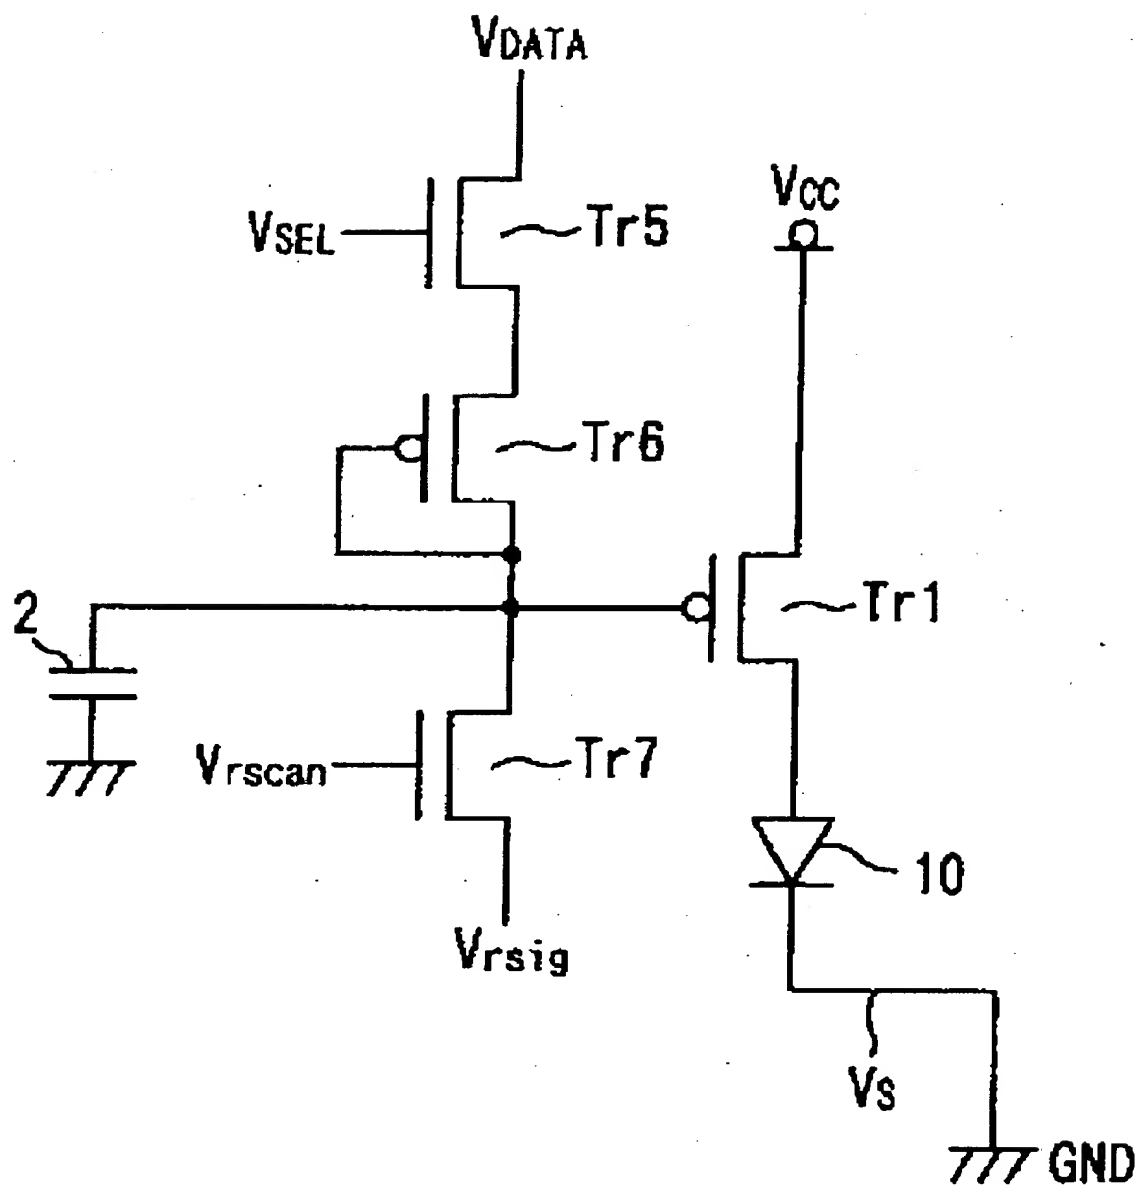 VDATA
VCC
VSEL
Tr5
Tr6
Tr1
2
Vrscan
Tr7
10
Vrsig
VS
GND